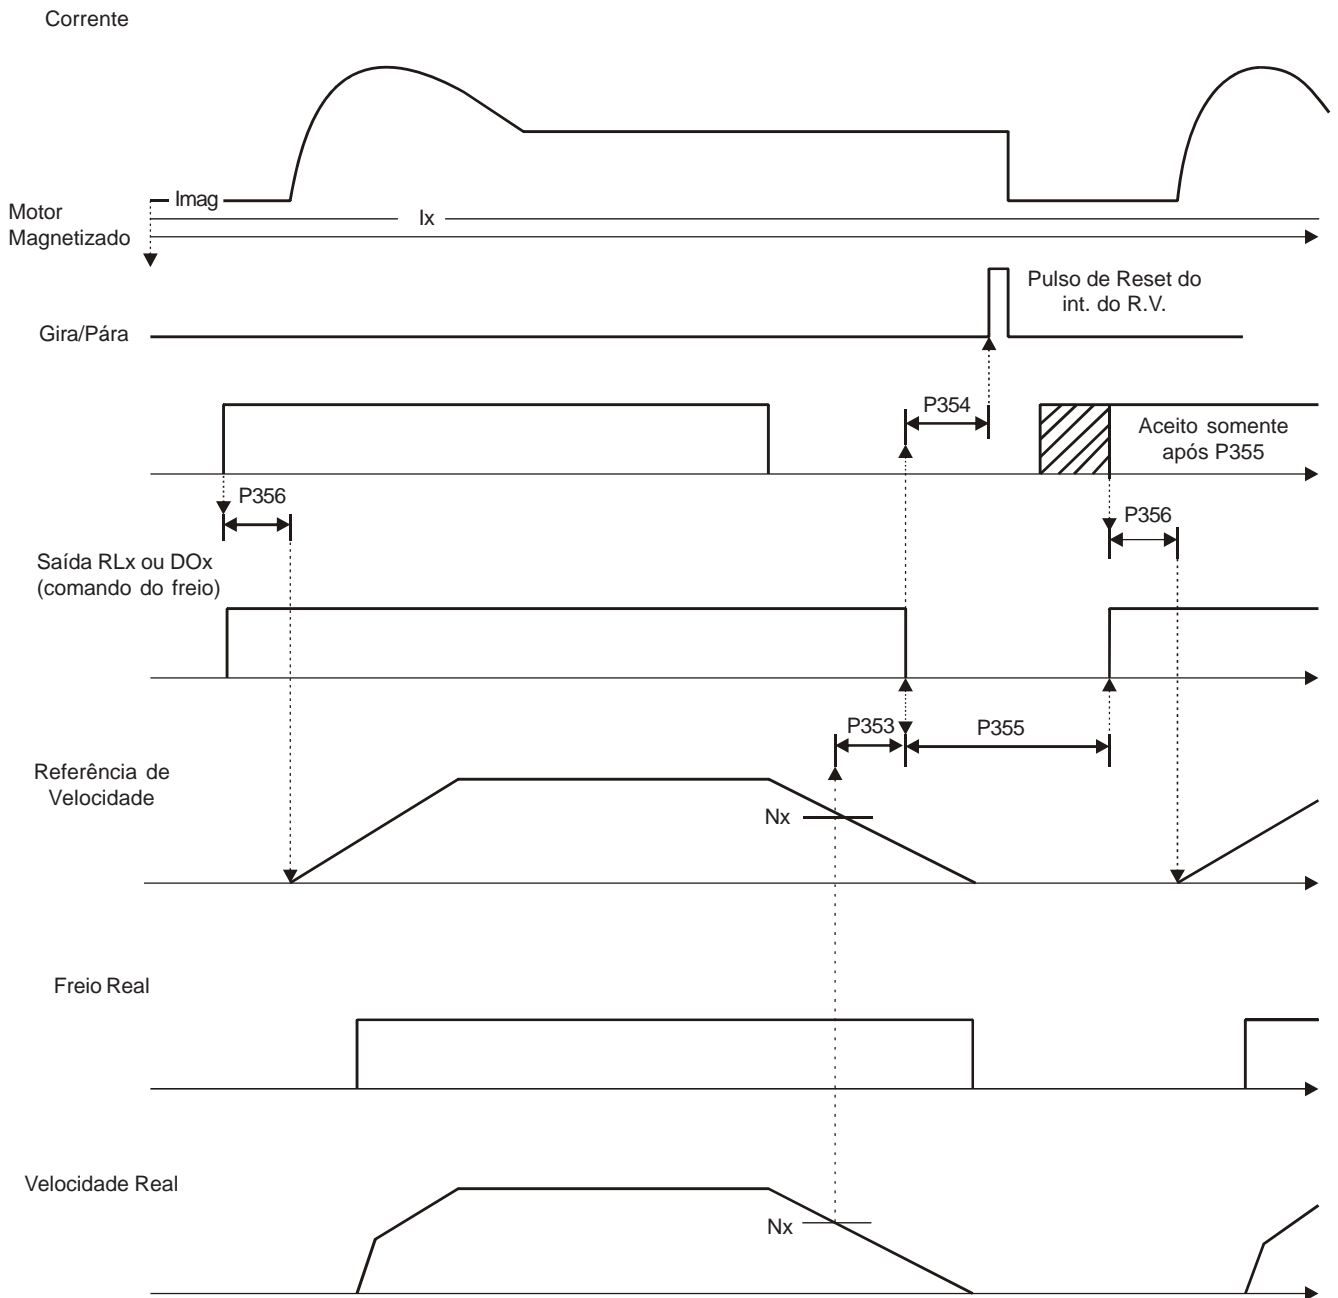 Corrente
Imag
Ix
Motor
Magnetizado
Pulso de Reset do
int. do R.V.
Gira/Pára
P354
Aceito somente
após P355
P356
P356
Saída RLx ou DOx
(comando do freio)
P353
P355
Referência de
Velocidade
Nx
Freio Real
Velocidade Real
Nx